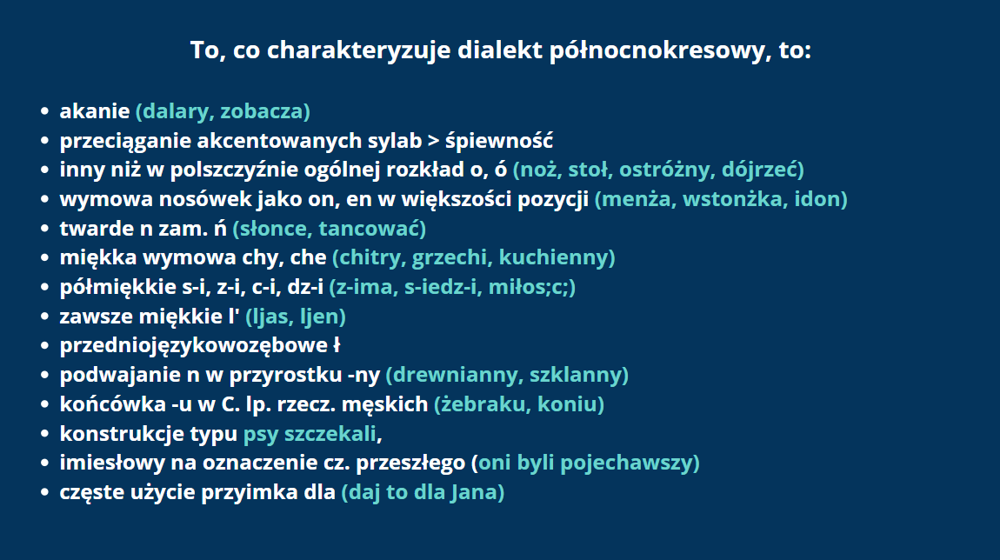 To, co charakteryzuje dialekt północnokresowy, to:
• akanie (dalary, zobacza)
• przeciąganie akcentowanych sylab > śpiewność
• inny niż w polszczyźnie ogólnej rozkład o, ó (noż, stoł, ostróżny, dójrzeć)
• wymowa nosówek jako on, en w większości pozycji (menża, wstonżka, idon)
• twarde n zam. ń (słonce, tancować)
• miękka wymowa chy, che (chitry, grzechi, kuchienny)
• półmiękkie s-i, z-i, c-i, dz-i (z-ima, s-iedz-i, miłos;c;)
• zawsze miękkie l' (ljas, ljen)
• przedniojęzykowozębowe ł
• podwajanie n w przyrostku -ny (drewnianny, szklanny)
• końcówka -u w C. lp. rzecz. męskich (żebraku, koniu)
• konstrukcje typu psy szczekali,
• imiesłowy na oznaczenie cz. przeszłego (oni byli pojechawszy)
• częste użycie przyimka dla (daj to dla Jana)